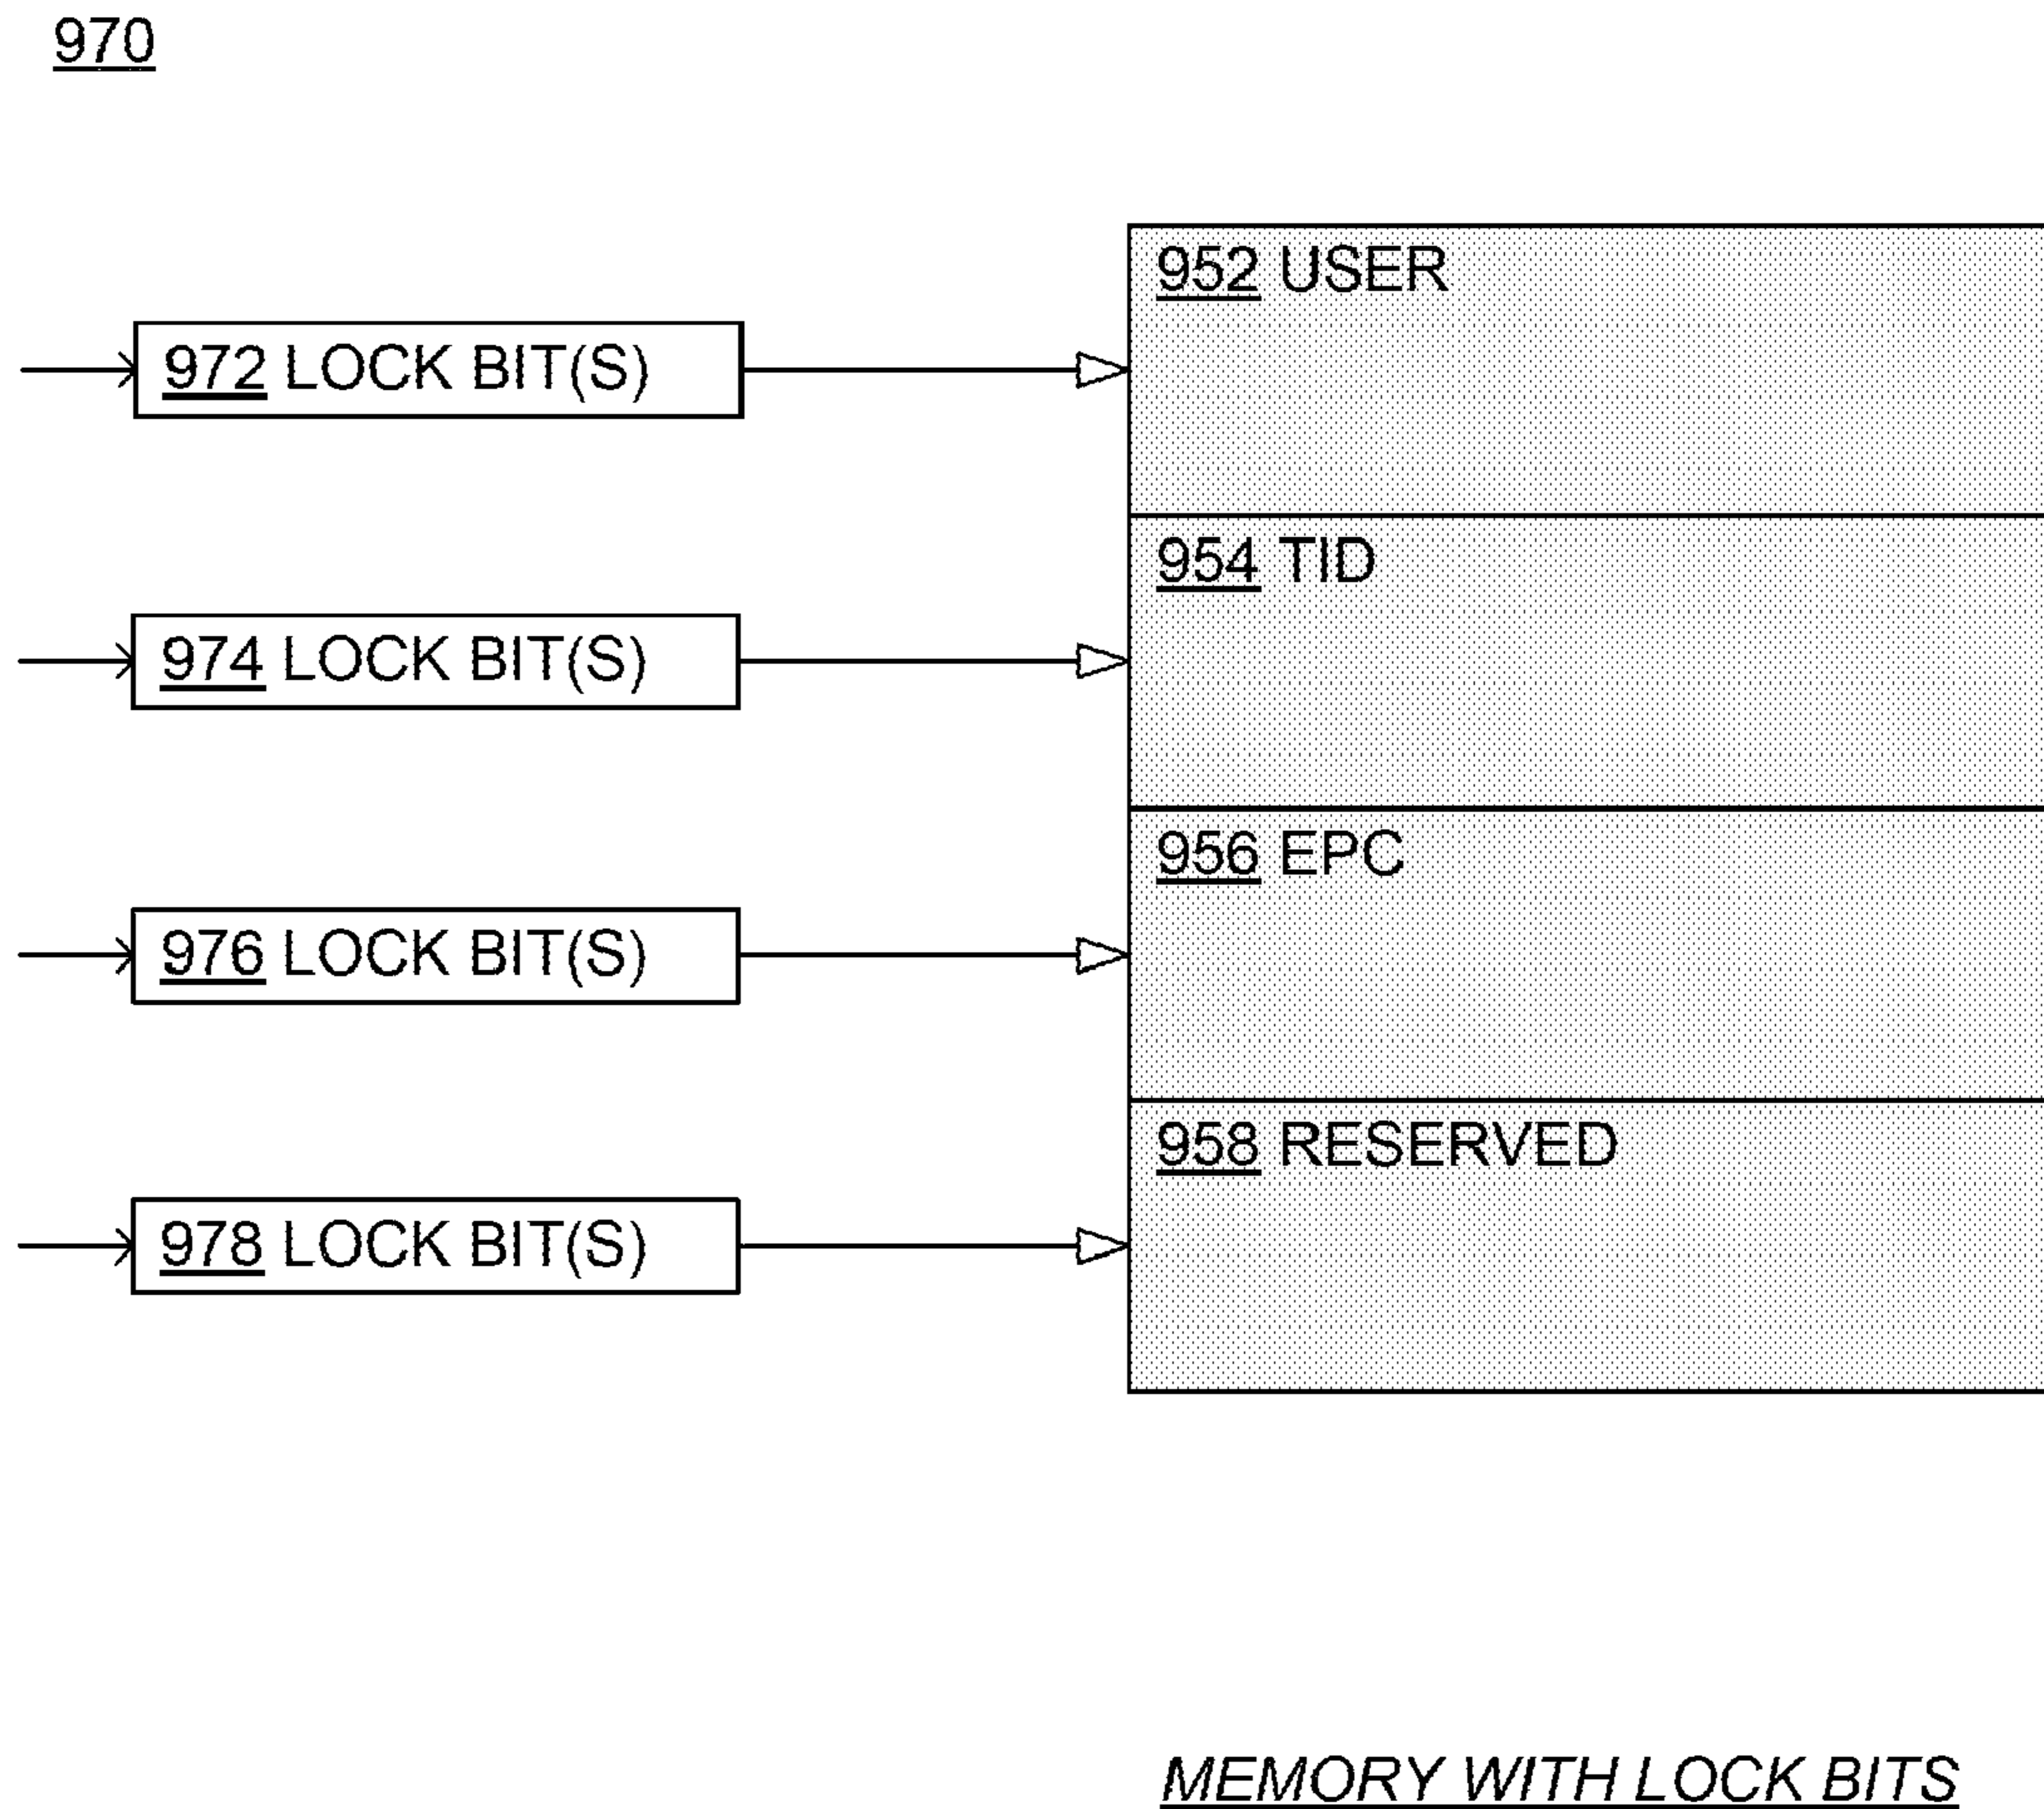 970
952 USER
972 LOCK BIT(S)
954 TID
974 LOCK BIT(S)
956 EPC
976 LOCK BIT(S)
958 RESERVED
978 LOCK BIT(S)
MEMORY WITH LOCK BITS